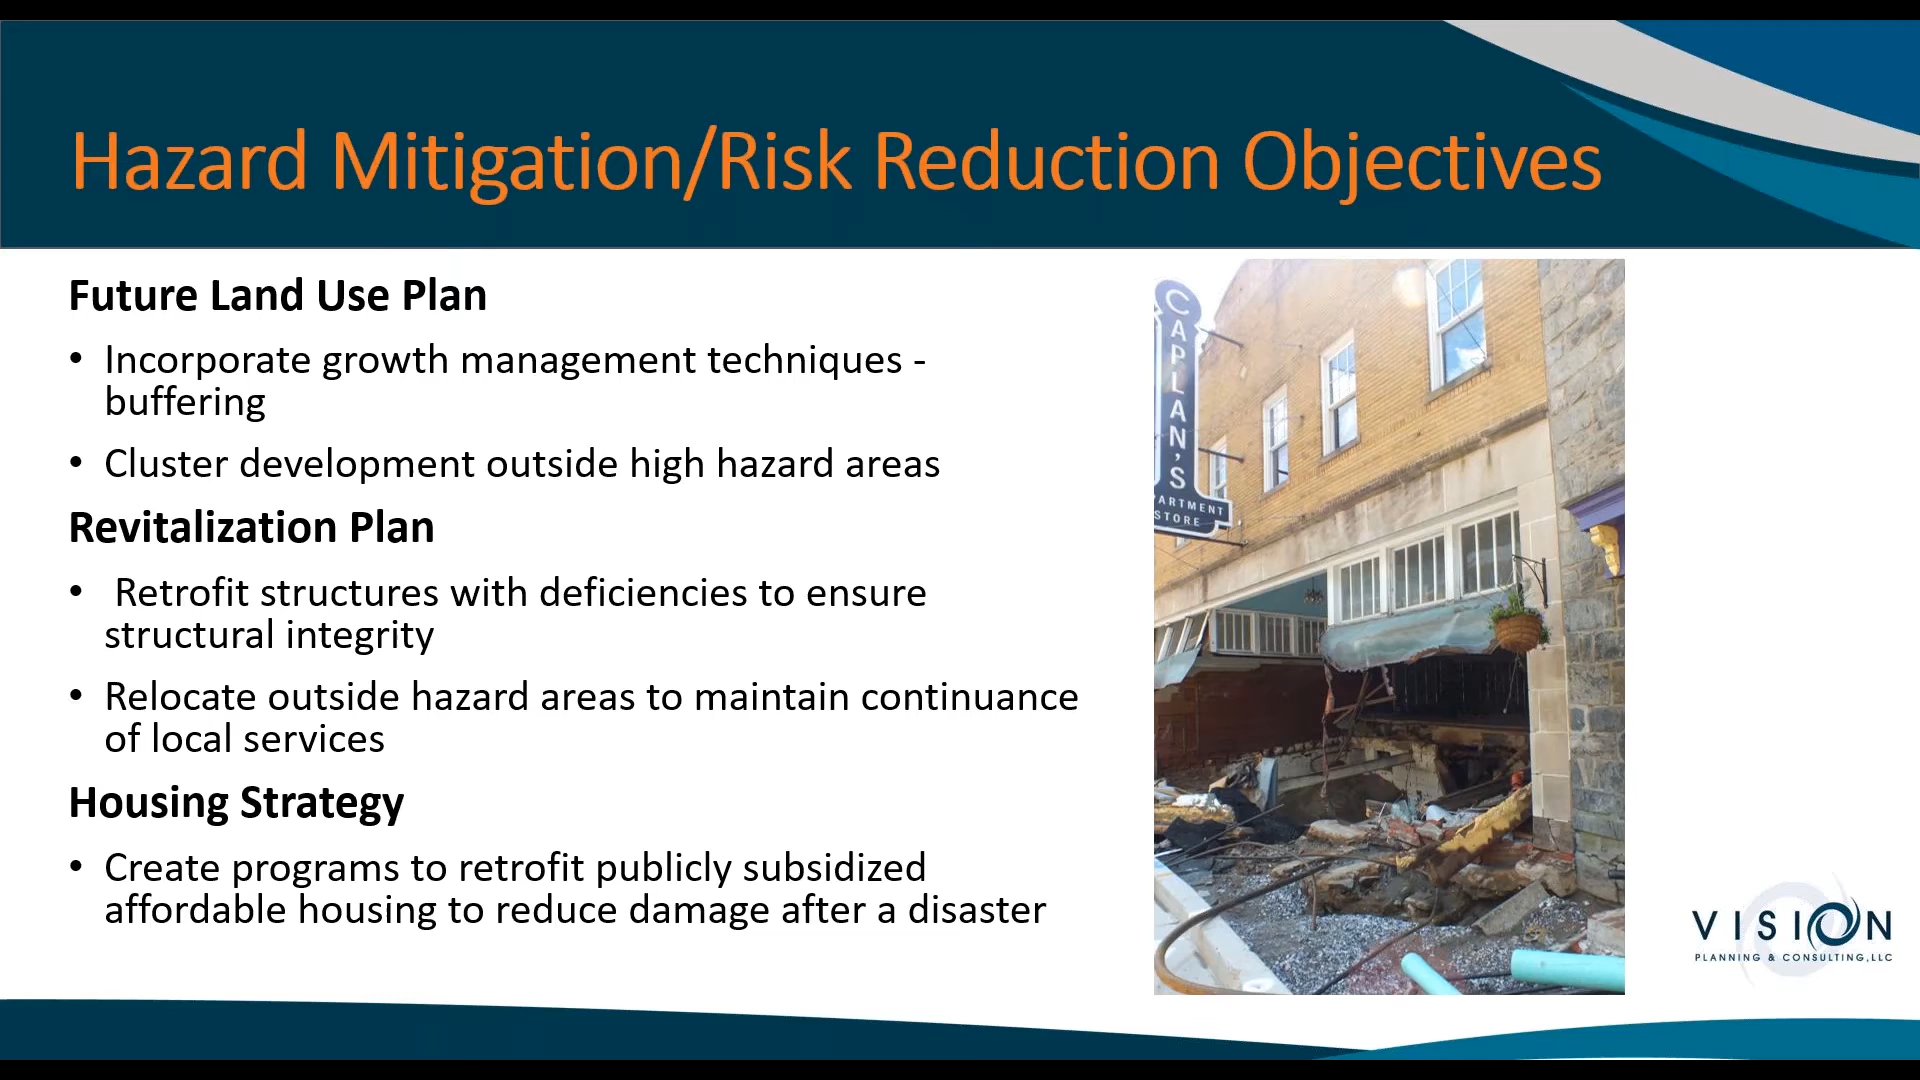 Hazard Mitigation/Risk Reduction Objectives
Future Land Use Plan
• Incorporate growth management techniques -
buffering
• Cluster development outside high hazard areas
Revitalization Plan
• Retrofit structures with deficiencies to ensure
structural integrity
• Relocate outside hazard areas to maintain continuance
of local services
Housing Strategy
• Create programs to retrofit publicly subsidized
affordable housing to reduce damage after a disaster
CAPLAN'S
ARTMENT
STORE
VISION
PLANNING & CONSULTING, LLC